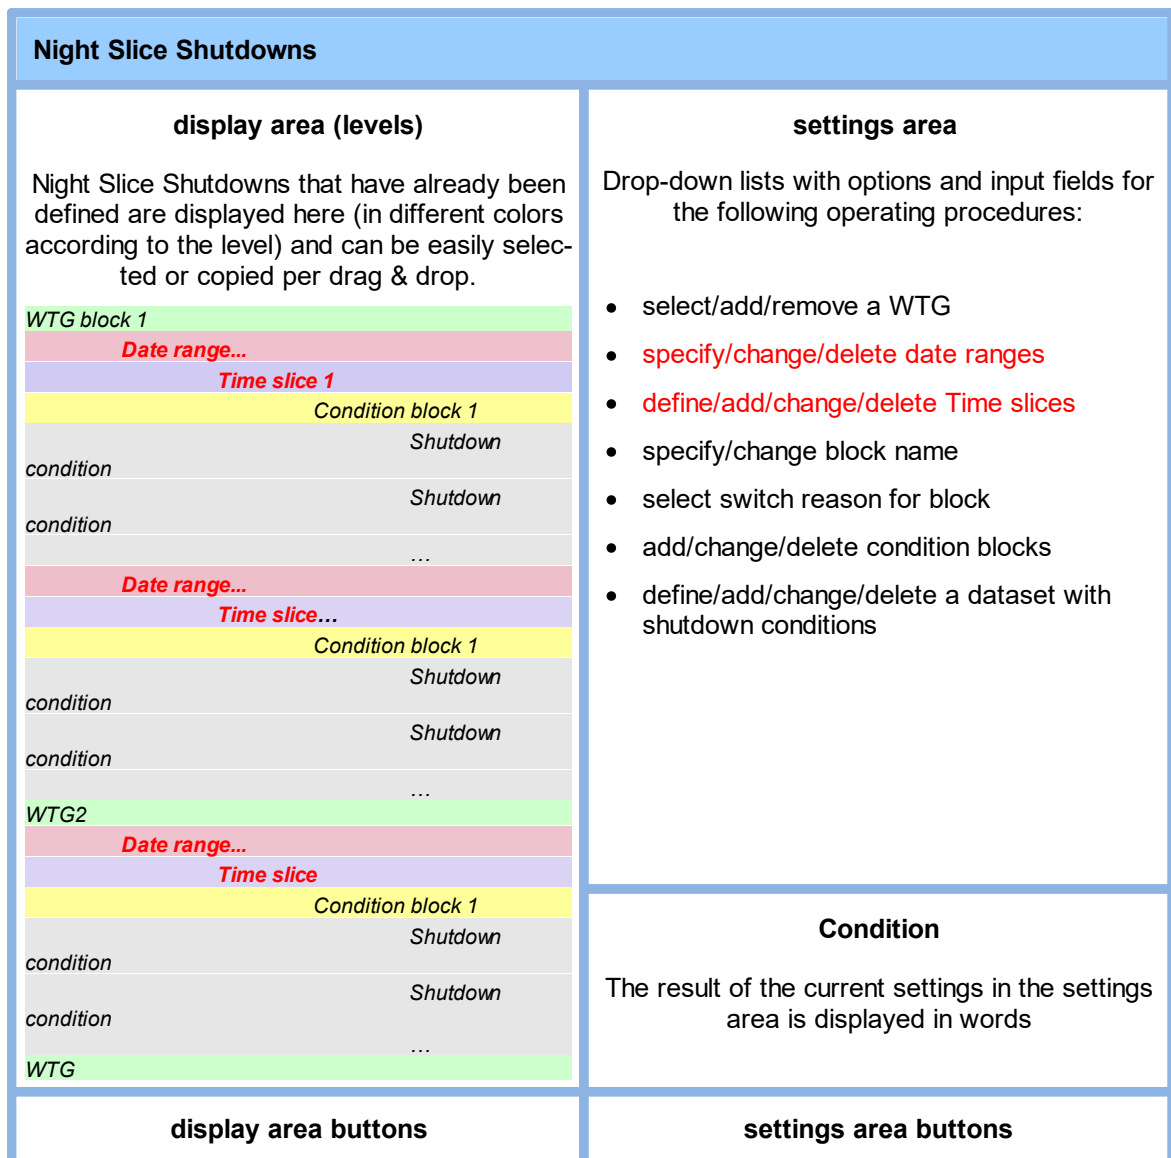 Night Slice Shutdowns
display area (levels)
Night Slice Shutdowns that have already been
defined are displayed here (in different colors
according to the level) and can be easily selec-
ted or copied per drag & drop.
WTG block 1
Date range...
Time slice 1
Condition block 1
Shutdown
condition
Shutdown
condition
…
Date range...
Time slice…
Condition block 1
Shutdown
condition
Shutdown
condition
…
WTG2
Date range...
Time slice
Condition block 1
Shutdown
condition
Shutdown
condition
…
WTG
settings area
Drop-down lists with options and input fields for
the following operating procedures:
• select/add/remove a WTG
• specify/change/delete date ranges
• define/add/change/delete Time slices
• specify/change block name
• select switch reason for block
• add/change/delete condition blocks
• define/add/change/delete a dataset with
shutdown conditions
Condition
The result of the current settings in the settings
area is displayed in words
display area buttons
settings area buttons